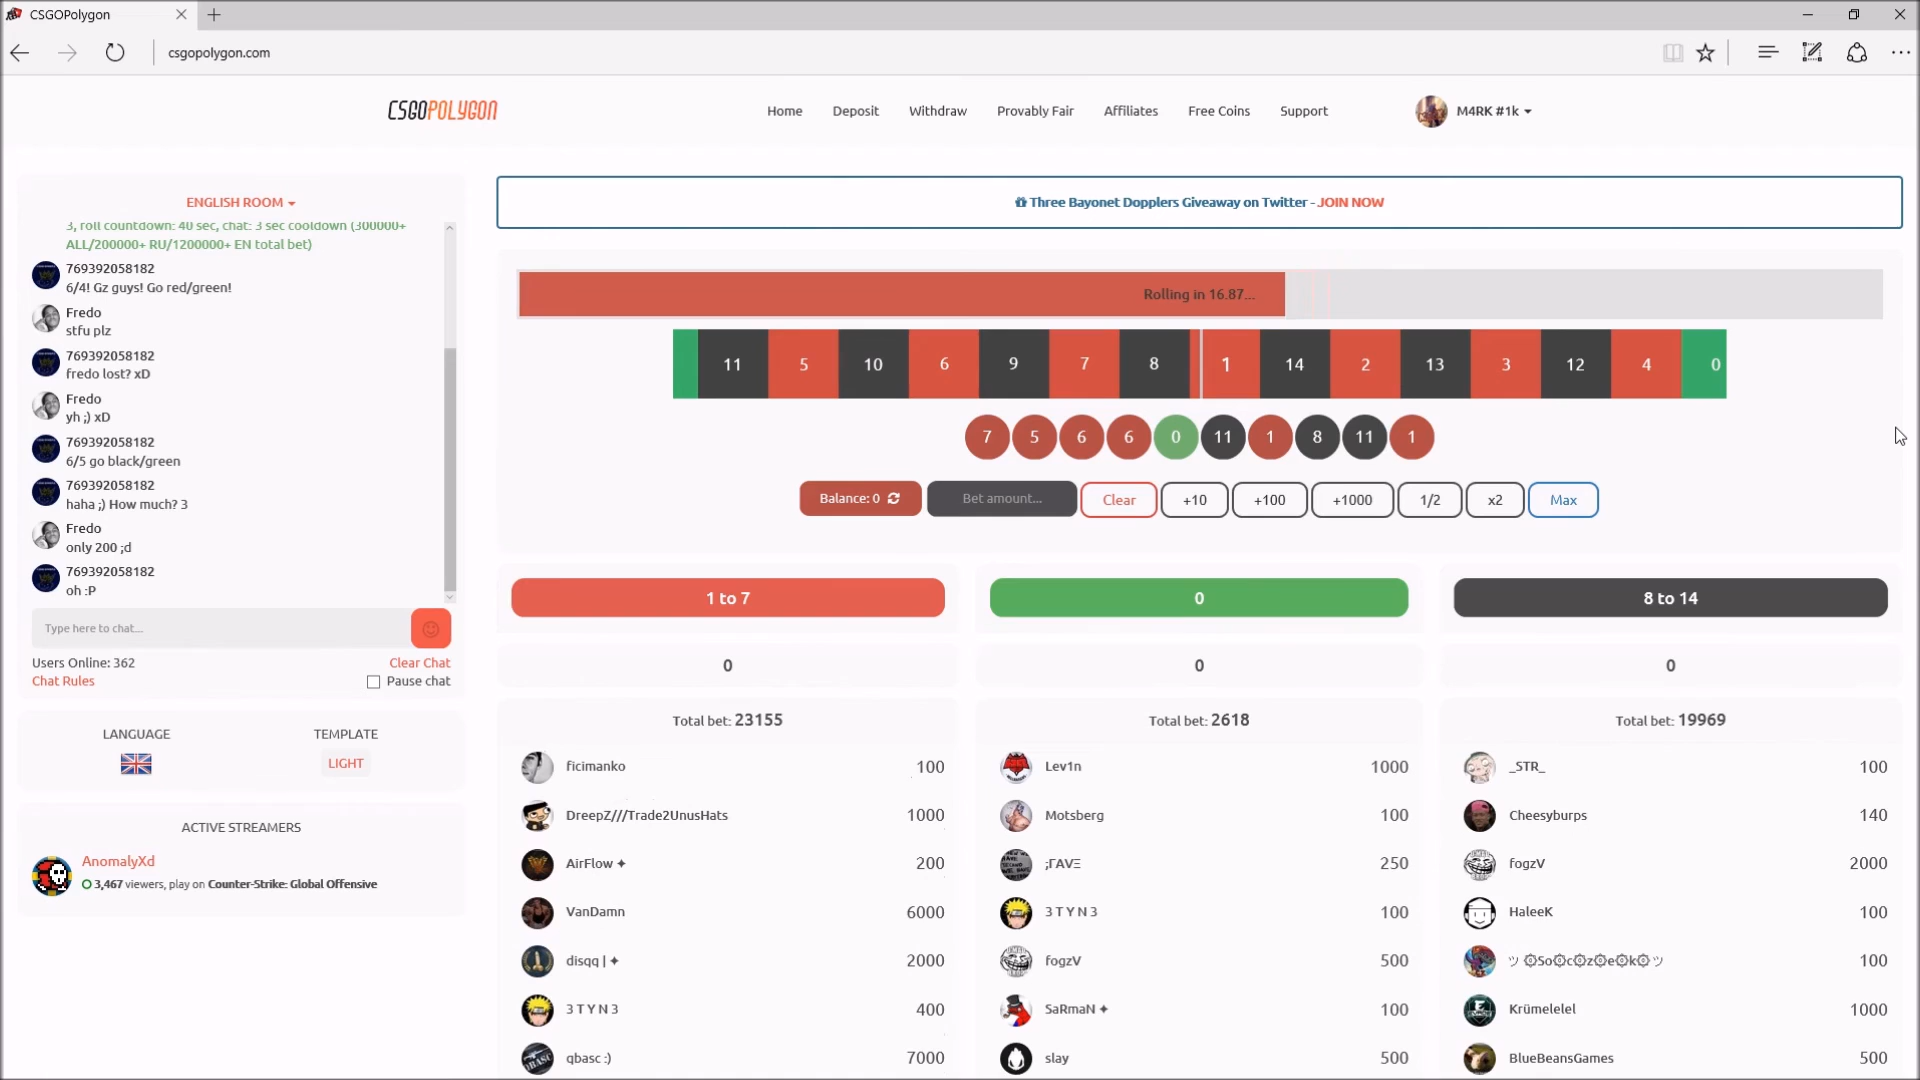 CSGOPolygon
csgopolygon.com
CSGOPOLYGON
Home Deposit Withdraw Provably Fair Affiliates Free Coins Support
M4RK #1k
ENGLISH ROOM
3, roll countdown: 40 sec, chat: 3 sec cooldown (300000+
ALL/200000+ RU/1200000+ EN total bet)
769392058182
6/4! Gz guys! Go red/green!
Fredo
stfu plz
769392058182
fredo lost? xD
Fredo
yh ;) xD
769392058182
6/5 go black/green
769392058182
haha ;) How much? 3
Fredo
only 200 ;d
769392058182
oh :P
Type here to chat...
Users Online: 362 Clear Chat
Chat Rules Pause chat
LANGUAGE TEMPLATE
LIGHT
ACTIVE STREAMERS
AnomalyXd
3,467 viewers, play on Counter-Strike: Global Offensive
Three Bayonet Dopplers Giveaway on Twitter - JOIN NOW
Rolling in 16.87...
11 5 10 6 9 7 8 1 14 2 13 3 12 4 0
7 5 6 6 0 11 1 8 11 1
Balance: 0 Bet amount... Clear +10 +100 +1000 1/2 x2 Max
1 to 7
0
Total bet: 23155
ficimanko 100
DreepZ///Trade2UnusHats 1000
AirFlow ✦ 200
VanDamn 6000
disqq | ✦ 2000
3 T Y N 3 400
qbasc :) 7000
0
0
Total bet: 2618
Lev1n 1000
Motsberg 100
;ΓAVΞ 250
3 T Y N 3 100
fogzV 500
SaRmaN ✦ 100
slay 500
8 to 14
0
Total bet: 19969
_STR_ 100
Cheesyburps 140
fogzV 2000
HaleeK 100
ツ ۞So۞c۞z۞e۞k۞ ツ 100
Krümelelel 1000
BlueBeansGames 500